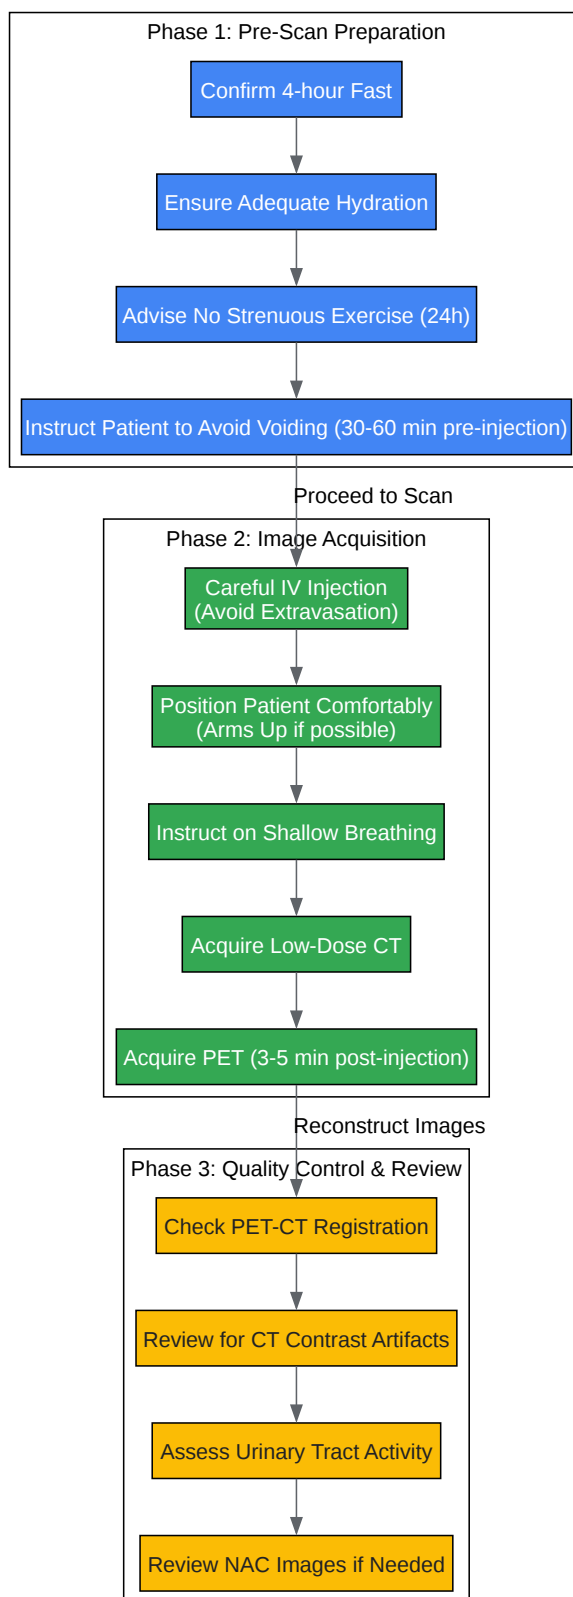 Phase 1: Pre-Scan Preparation
Confirm 4-hour Fast
Ensure Adequate Hydration
Advise No Strenuous Exercise (24h)
Instruct Patient to Avoid Voiding (30-60 min pre-injection)
Proceed to Scan
Phase 2: Image Acquisition
Careful IV Injection
(Avoid Extravasation)
Position Patient Comfortably
(Arms Up if possible)
Instruct on Shallow Breathing
Acquire Low-Dose CT
Acquire PET (3-5 min post-injection)
Reconstruct Images
Phase 3: Quality Control & Review
Check PET-CT Registration
Review for CT Contrast Artifacts
Assess Urinary Tract Activity
Review NAC Images if Needed